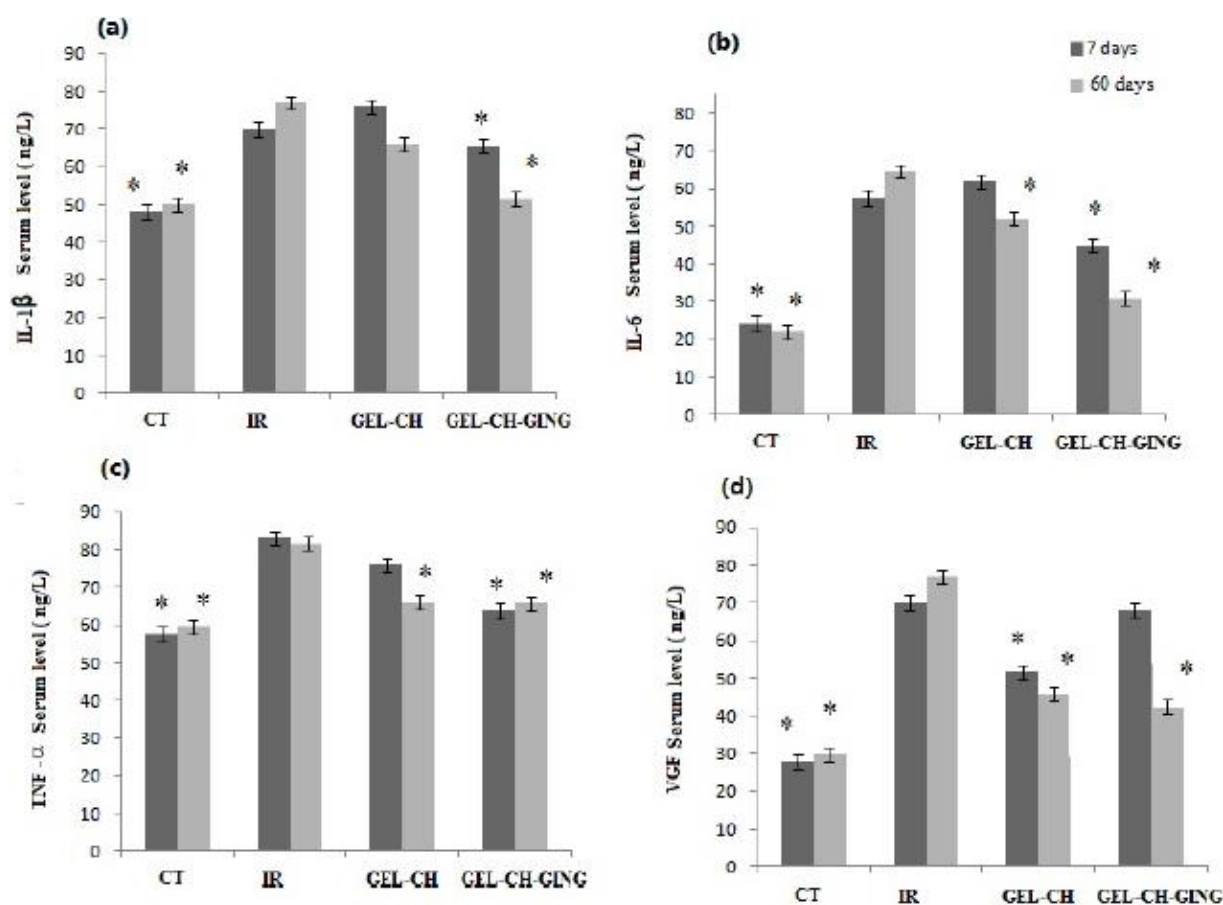 (a)
90
80
70
60
50
40
30
20
10
0
IL-1β Serum level ( ng/L)
* * * *
CT IR GEL-CH GEL-CH-GING
(b)
7 days
60 days
80
70
60
50
40
30
20
10
0
IL-6 Serum level ( ng/L)
* * * * *
CT IR GEL-CH GEL-CH-GING
(c)
90
80
70
60
50
40
30
20
10
0
TNF-α Serum level ( ng/L)
* * * * *
CT IR GEL-CH GEL-CH-GING
(d)
90
80
70
60
50
40
30
20
10
0
VGF Serum level ( ng/L)
* * * * *
CT IR GEL-CH GEL-CH-GING